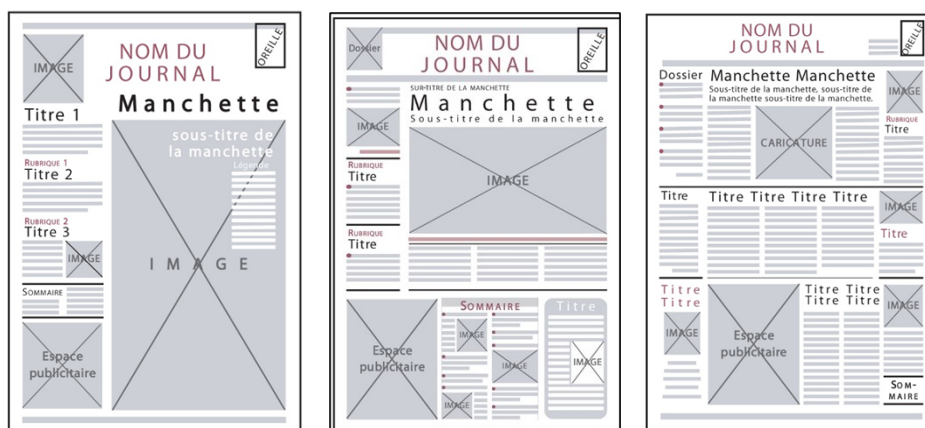 NOM DU
JOURNAL
OREILLE
IMAGE
Manchette
Titre 1
sous-titre de
la manchette
Légende
RUBRIQUE 1
Titre 2
RUBRIQUE 2
Titre 3
IMAGE
IMAGE
SOMMAIRE
Espace
publicitaire
Dossier
NOM DU
JOURNAL
OREILLE
SUR-TITRE DE LA MANCHETTE
Manchette
Sous-titre de la manchette
IMAGE
RUBRIQUE
Titre
IMAGE
RUBRIQUE
Titre
SOMMAIRE
Titre
IMAGE
Espace
publicitaire
IMAGE
IMAGE
IMAGE
NOM DU
JOURNAL
OREILLE
Dossier
Manchette Manchette
Sous-titre de la manchette, sous-titre de
la manchette sous-titre de la manchette.
IMAGE
RUBRIQUE
Titre
CARICATURE
Titre
Titre Titre Titre Titre
IMAGE
Titre
Titre
Titre
Titre Titre
Titre Titre
IMAGE
IMAGE
Espace
publicitaire
SOM-
MAIRE